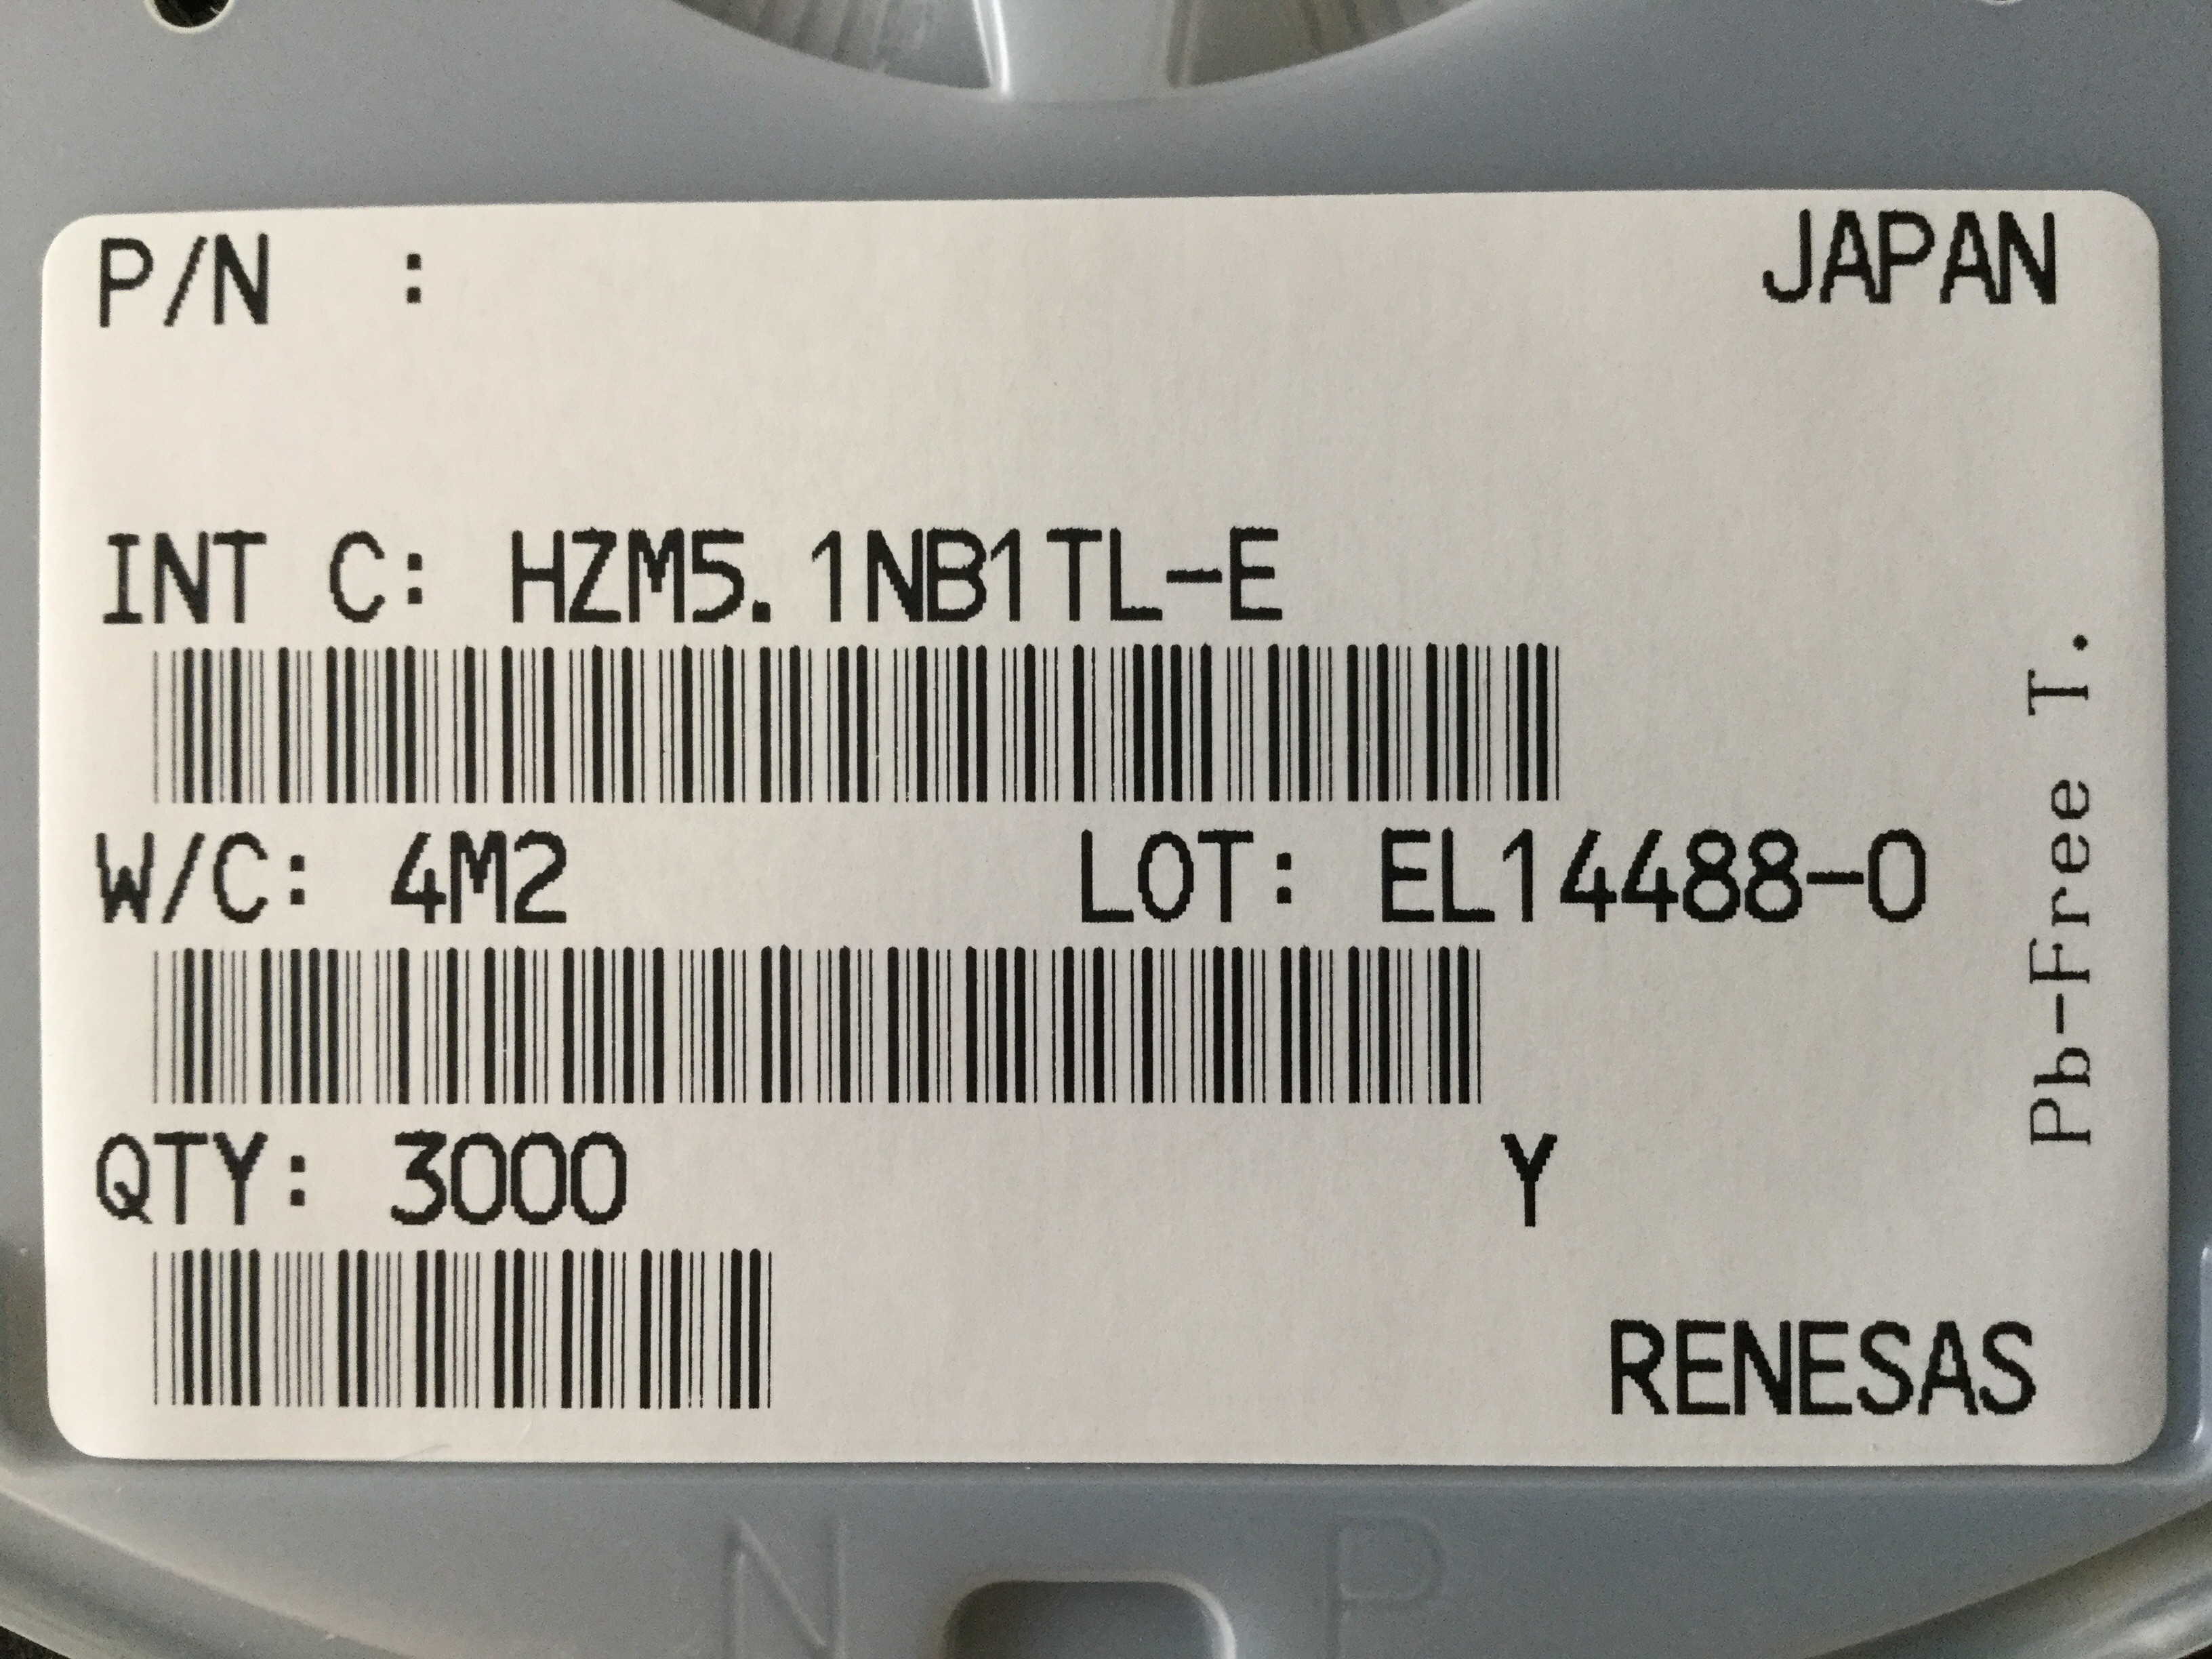 P/N : JAPAN
INT C: HZM5.1NB1TL-E
W/C: 4M2 LOT: EL14488-0
QTY: 3000 Y
RENESAS
Pb-Free T.
N P